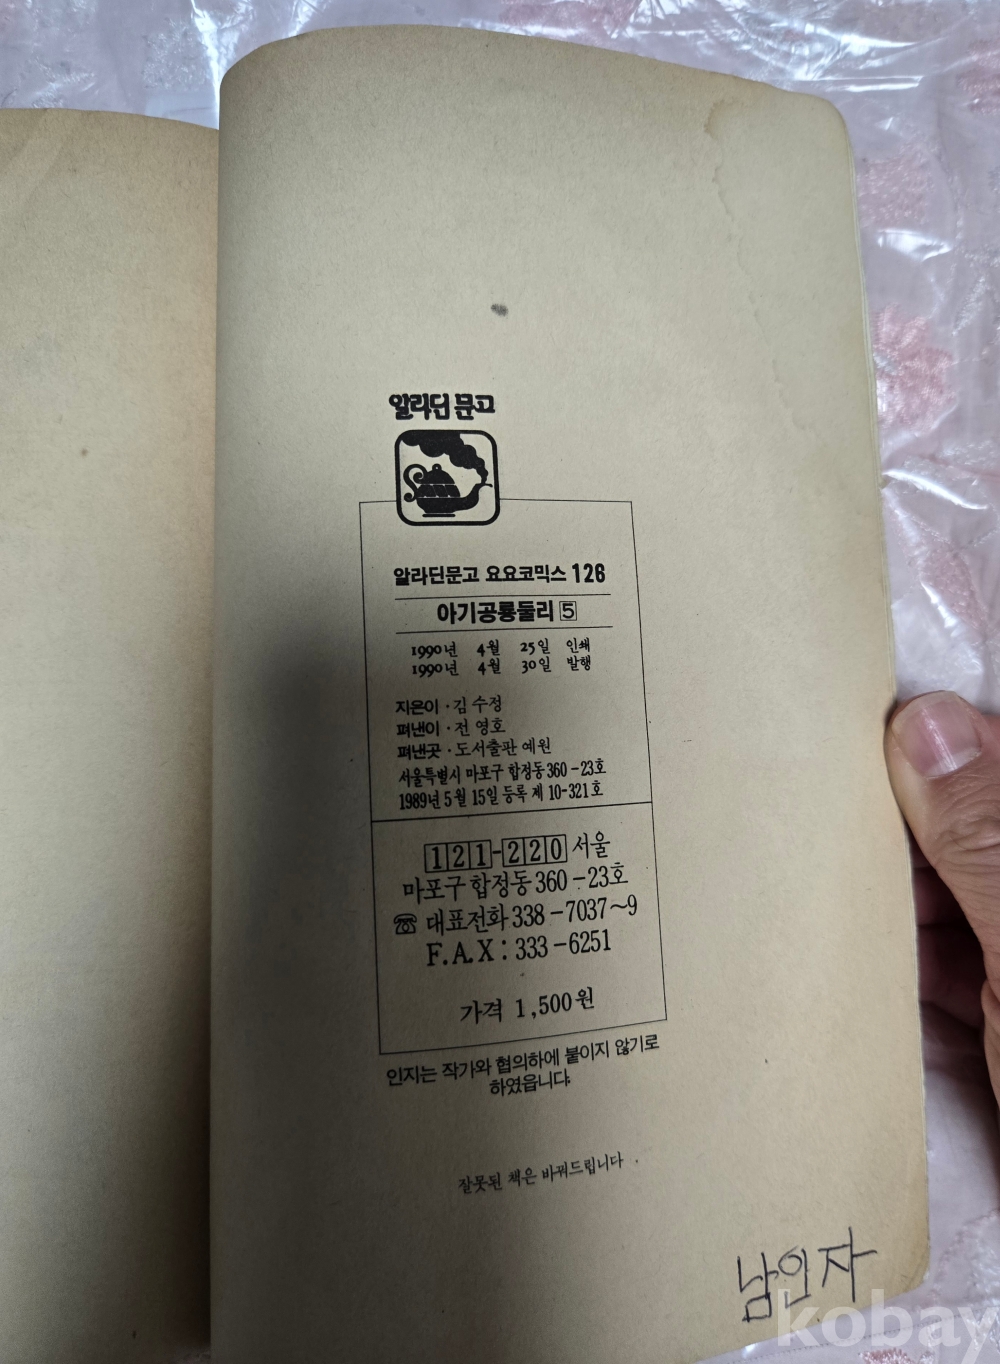 알라딘 문고
알라딘문고 요요코믹스 126
아기공룡둘리 5
1990년 4월 25일 인쇄
1990년 4월 30일 발행
지은이·김 수정
펴낸이·전 영호
펴낸곳·도서출판 예원
서울특별시 마포구 합정동 360-23호
1989년 5월 15일 등록 제 10-321호
121-220 서울
마포구 합정동 360-23호
☎ 대표전화 338-7037~9
F.A.X: 333-6251
가격 1,500원
인지는 작가와 협의하에 붙이지 않기로
하였읍니다.
잘못된 책은 바꿔드립니다.
남인자
kobay